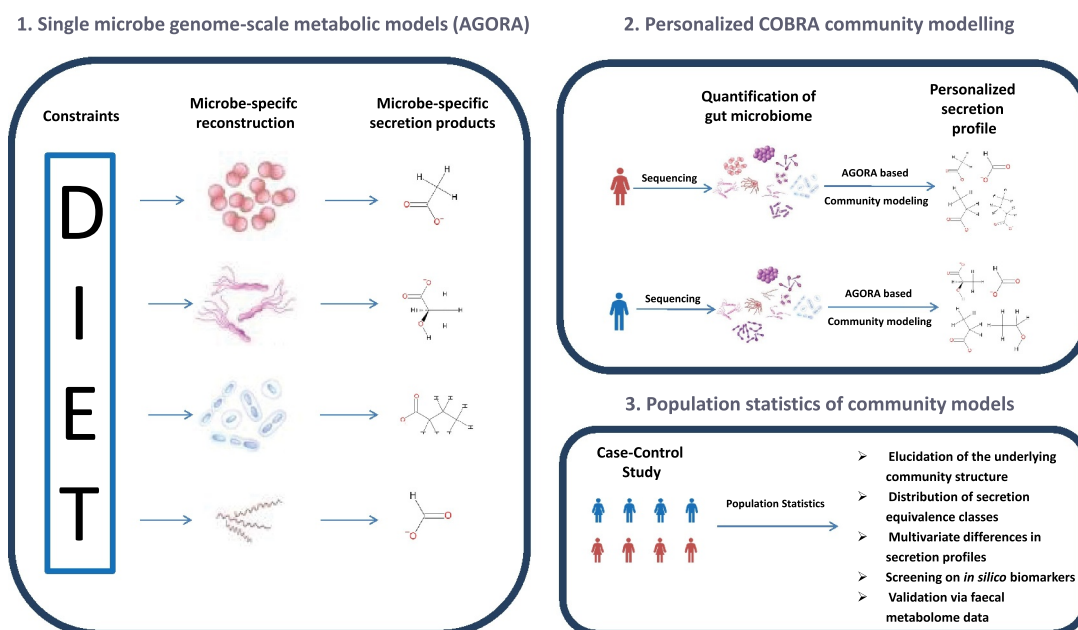 1. Single microbe genome-scale metabolic models (AGORA)
Constraints
Microbe-specifc
reconstruction
Microbe-specific
secretion products
D
I
E
T
2. Personalized COBRA community modelling
Quantification of
gut microbiome
Personalized
secretion
profile
Sequencing
AGORA based
Community modeling
Sequencing
AGORA based
Community modeling
3. Population statistics of community models
Case-Control
Study
Population Statistics
➢ Elucidation of the underlying
community structure
➢ Distribution of secretion
equivalence classes
➢ Multivariate differences in
secretion profiles
➢ Screening on in silico biomarkers
➢ Validation via faecal
metabolome data